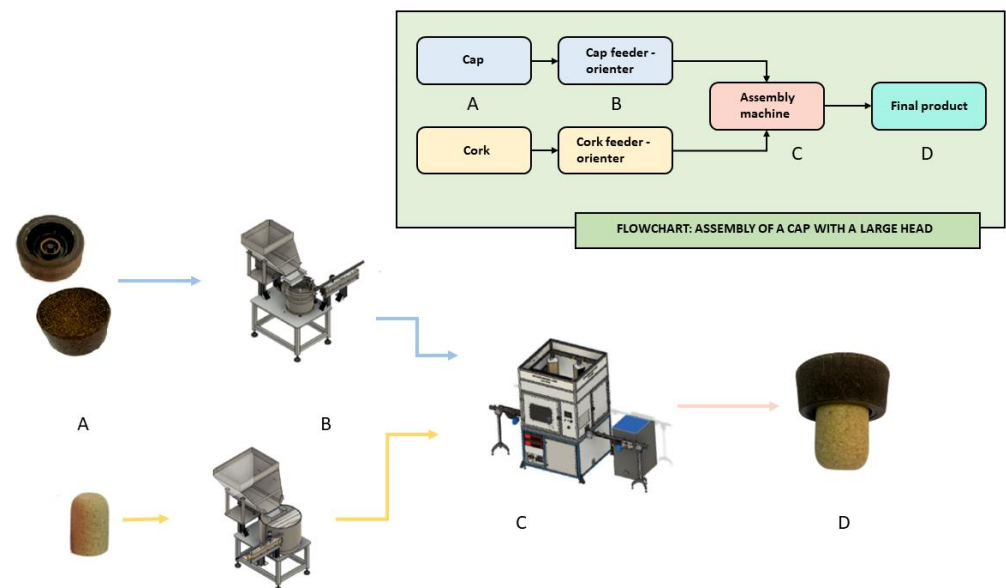 Cap
Cap feeder -
orienter
A
B
Assembly
machine
Final product
Cork
Cork feeder -
orienter
C
D
FLOWCHART: ASSEMBLY OF A CAP WITH A LARGE HEAD
A
B
C
D